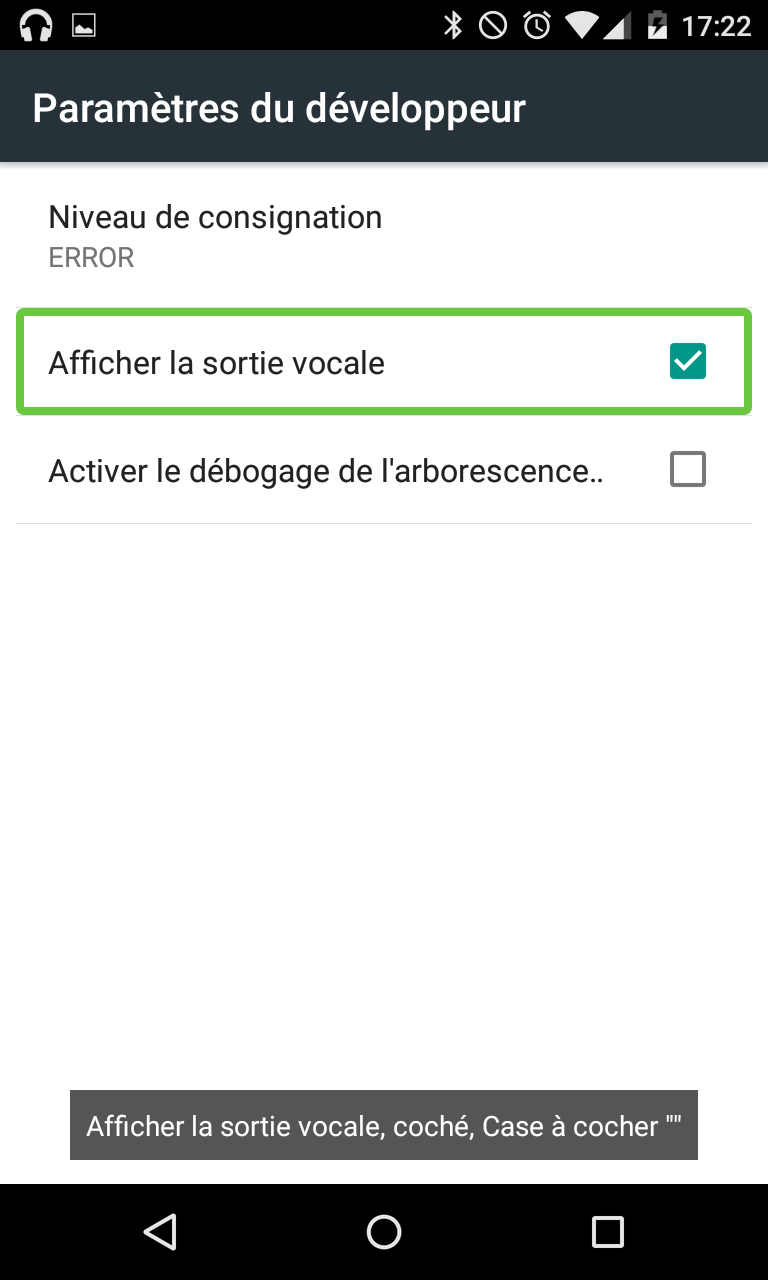 17:22
Paramètres du développeur
Niveau de consignation
ERROR
Afficher la sortie vocale
Activer le débogage de l'arborescence..
Afficher la sortie vocale, coché, Case à cocher ""